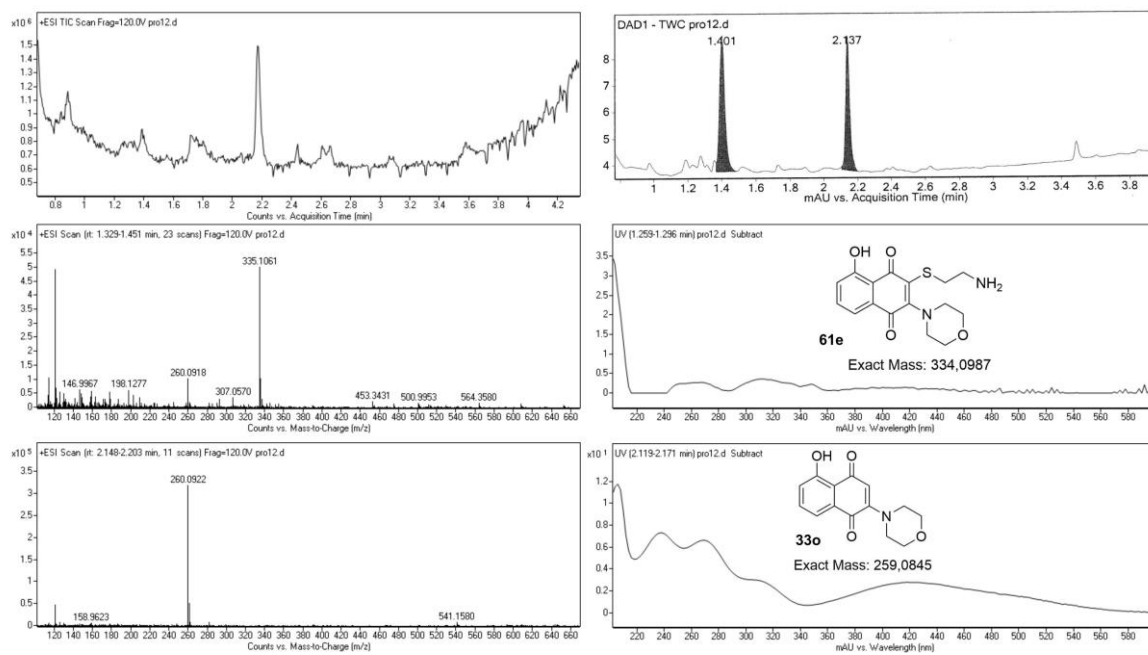 +ESI TIC Scan Frag=120.0V pro12.d
x10 6
1.5
1.4
1.3
1.2
1.1
1
0.9
0.8
0.7
0.6
0.5
0.8 1 1.2 1.4 1.6 1.8 2 2.2 2.4 2.6 2.8 3 3.2 3.4 3.6 3.8 4 4.2
Counts vs. Acquisition Time (min)
DAD1 - TWC pro12.d
1.401
2.137
8
7
6
5
4
1 1.2 1.4 1.6 1.8 2 2.2 2.4 2.6 2.8 3 3.2 3.4 3.6 3.8
mAU vs. Acquisition Time (min)
+ESI Scan (rt: 1.329-1.451 min, 23 scans) Frag=120.0V pro12.d
x10 4
5.5
5
4.5
4
3.5
3
2.5
2
1.5
1
0.5
0
335.1061
146.9967
198.1277
260.0918
307.0570
453.3431
500.9953
564.3580
120 140 160 180 200 220 240 260 280 300 320 340 360 380 400 420 440 460 480 500 520 540 560 580 600 620 640 660
Counts vs. Mass-to-Charge (m/z)
UV (1.259-1.296 min) pro12.d Subtract
3.5
3
2.5
2
1.5
1
0.5
0
OH
O
S
NH2
N
O
O
61e
Exact Mass: 334,0987
220 240 260 280 300 320 340 360 380 400 420 440 460 480 500 520 540 560 580
mAU vs. Wavelength (nm)
+ESI Scan (rt: 2.148-2.203 min, 11 scans) Frag=120.0V pro12.d
x10 5
3.5
3
2.5
2
1.5
1
0.5
0
260.0922
158.9623
541.1580
120 140 160 180 200 220 240 260 280 300 320 340 360 380 400 420 440 460 480 500 520 540 560 580 600 620 640 660
Counts vs. Mass-to-Charge (m/z)
UV (2.119-2.171 min) pro12.d Subtract
x10 1
1.2
1
0.8
0.6
0.4
0.2
0
OH
O
N
O
O
33o
Exact Mass: 259,0845
220 240 260 280 300 320 340 360 380 400 420 440 460 480 500 520 540 560 580
mAU vs. Wavelength (nm)